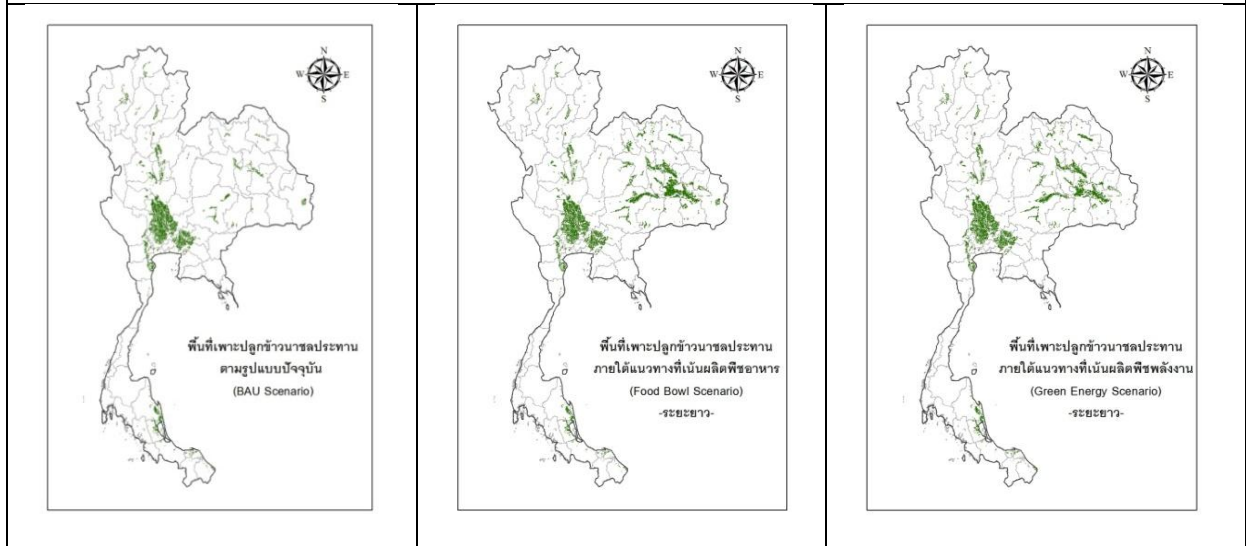 N
W E
S
พื้นที่เพาะปลูกข้าวนาชลประทาน
ตามรูปแบบปัจจุบัน
(BAU Scenario)
N
W E
S
พื้นที่เพาะปลูกข้าวนาชลประทาน
ภายใต้แนวทางที่เน้นผลิตพืชอาหาร
(Food Bowl Scenario)
-ระยะยาว-
N
W E
S
พื้นที่เพาะปลูกข้าวนาชลประทาน
ภายใต้แนวทางที่เน้นผลิตพืชพลังงาน
(Green Energy Scenario)
-ระยะยาว-